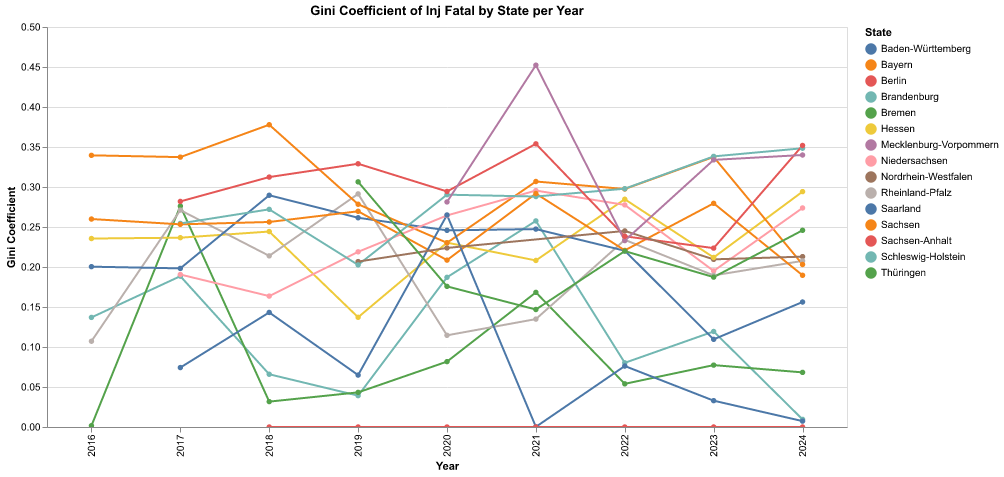 Gini Coefficient of Inj Fatal by State per Year
Gini Coefficient
0.50
0.45
0.40
0.35
0.30
0.25
0.20
0.15
0.10
0.05
0.00
2016
2017
2018
2019
2020
2021
2022
2023
2024
Year
State
Baden-Württemberg
Bayern
Berlin
Brandenburg
Bremen
Hessen
Mecklenburg-Vorpommern
Niedersachsen
Nordrhein-Westfalen
Rheinland-Pfalz
Saarland
Sachsen
Sachsen-Anhalt
Schleswig-Holstein
Thüringen